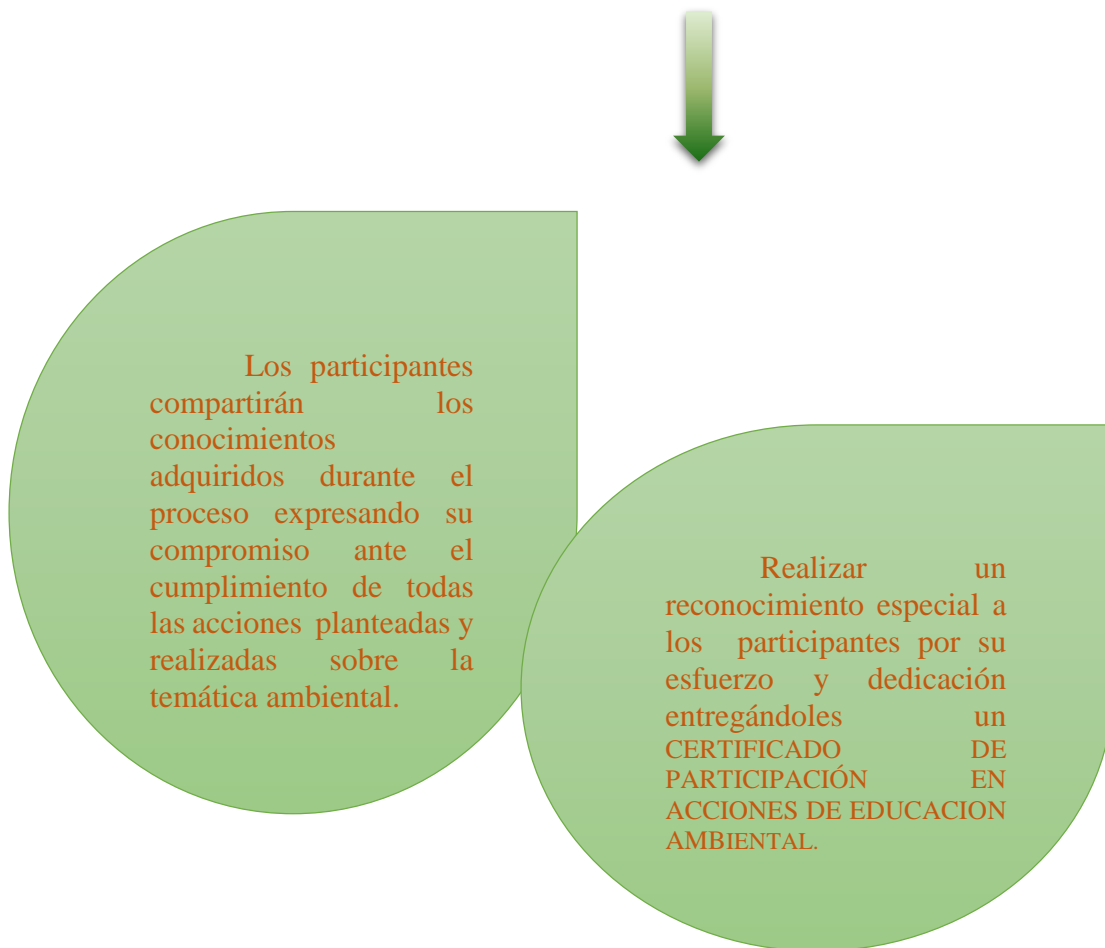 Los participantes
compartirán los
conocimientos
adquiridos durante el
proceso expresando su
compromiso ante el
cumplimiento de todas
las acciones planteadas y
realizadas sobre la
temática ambiental.
Realizar un
reconocimiento especial a
los participantes por su
esfuerzo y dedicación
entregándoles un
CERTIFICADO DE
PARTICIPACIÓN EN
ACCIONES DE EDUCACION
AMBIENTAL.